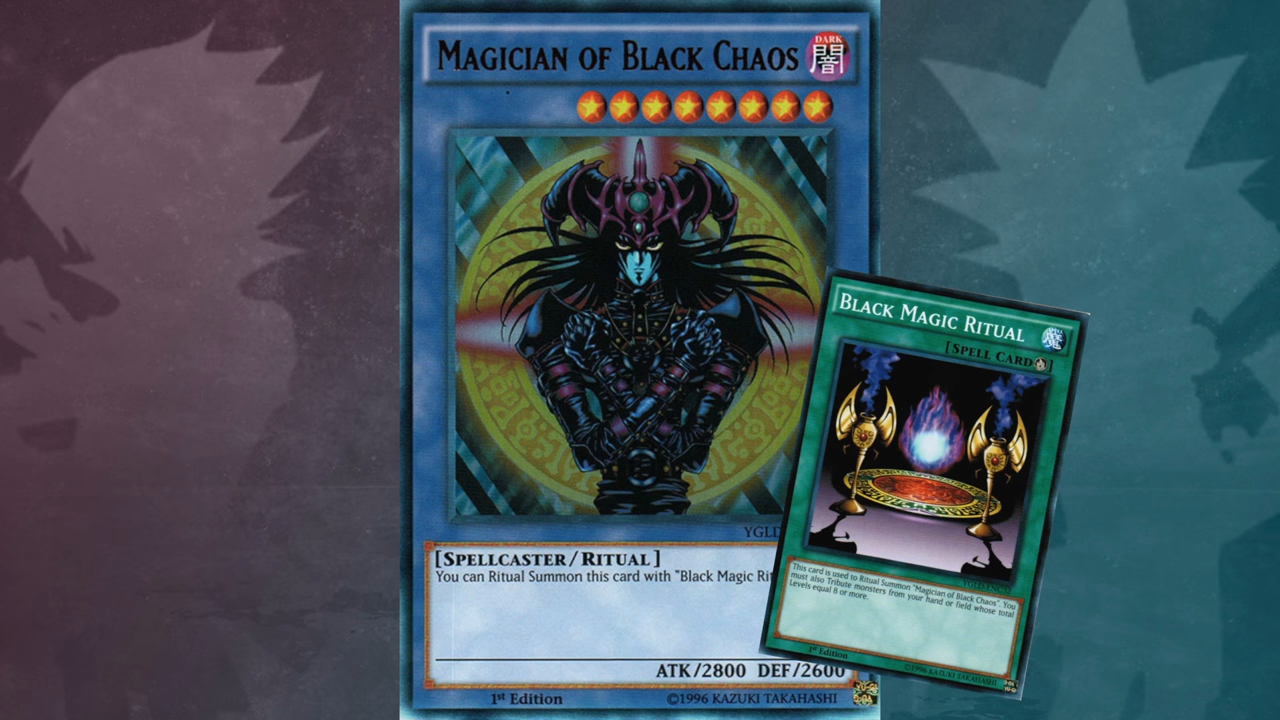 MAGICIAN OF BLACK CHAOS
DARK
闇
YGLD
[SPELLCASTER/RITUAL]
You can Ritual Summon this card with "Black Magic
ATK/2800 DEF/2600
1st Edition
©1996 KAZUKI TAKAHASHI
BLACK MAGIC RITUAL
SPELL
魔
[SPELL CARD]
This card is used to Ritual Summon "Magician of Black Chaos". You
must also Tribute monsters from your hand or field whose total
Levels equal 8 or more.
1st Edition
©1996 KAZUKI TAKAHASHI